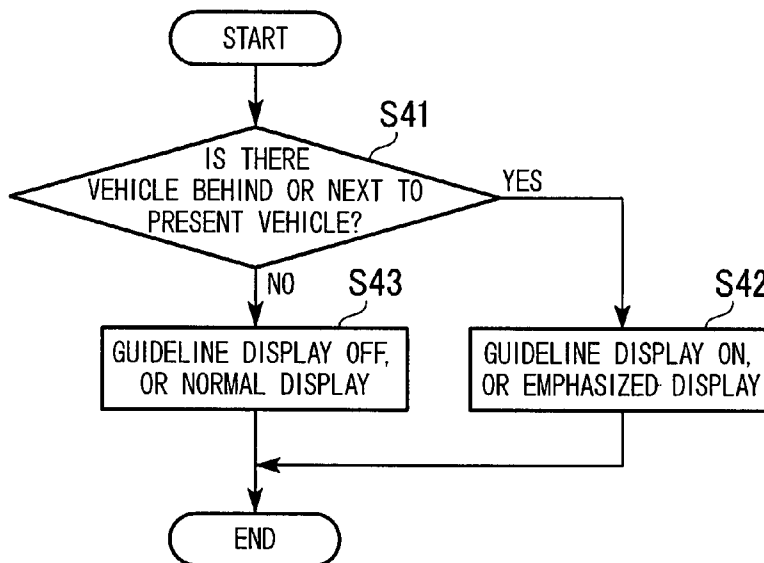 START
S41
IS THERE
VEHICLE BEHIND OR NEXT TO
PRESENT VEHICLE?
YES
NO
S43
S42
GUIDELINE DISPLAY OFF,
OR NORMAL DISPLAY
GUIDELINE DISPLAY ON,
OR EMPHASIZED DISPLAY
END